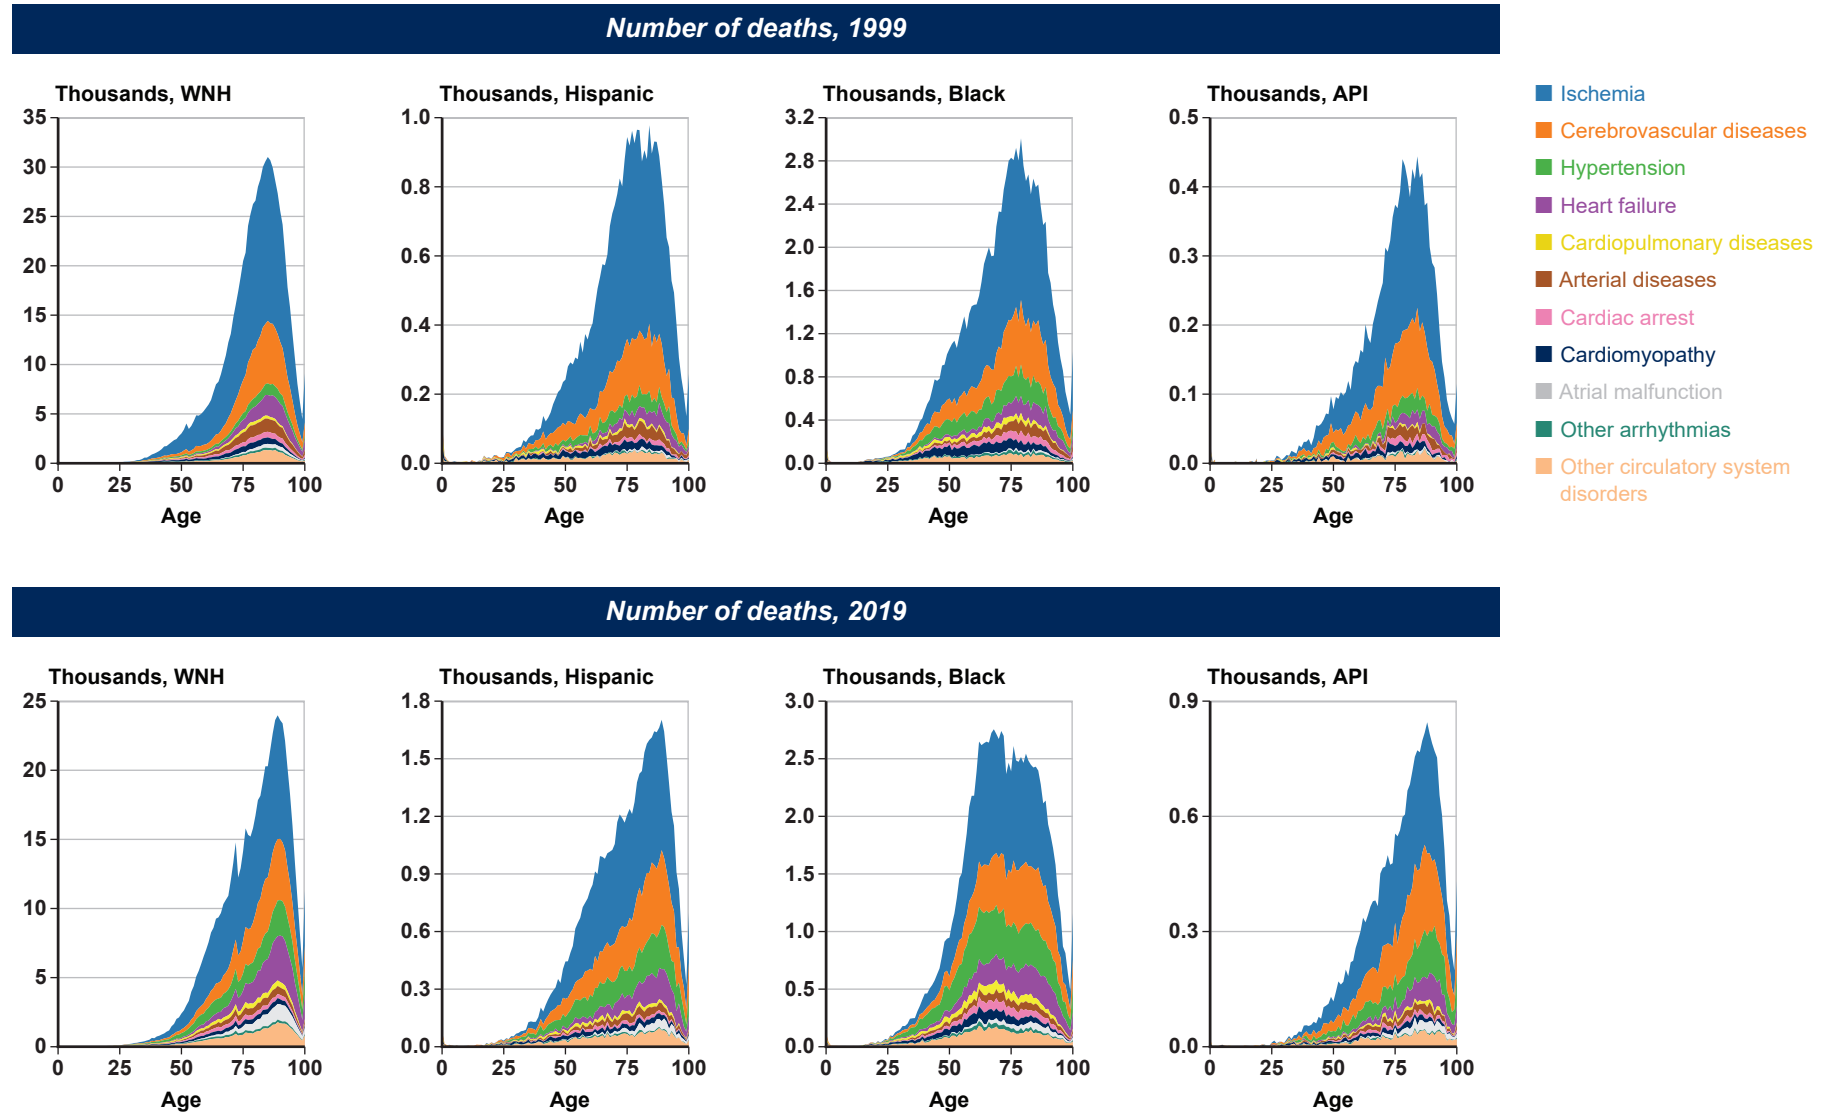 Number of deaths, 1999
Thousands, WNH
35
30
25
20
15
10
5
0
0 25 50 75 100
Age
Thousands, Hispanic
1.0
0.8
0.6
0.4
0.2
0.0
0 25 50 75 100
Age
Thousands, Black
3.2
2.8
2.4
2.0
1.6
1.2
0.8
0.4
0.0
0 25 50 75 100
Age
Thousands, API
0.5
0.4
0.3
0.2
0.1
0.0
0 25 50 75 100
Age
Ischemia
Cerebrovascular diseases
Hypertension
Heart failure
Cardiopulmonary diseases
Arterial diseases
Cardiac arrest
Cardiomyopathy
Atrial malfunction
Other arrhythmias
Other circulatory system
disorders
Number of deaths, 2019
Thousands, WNH
25
20
15
10
5
0
0 25 50 75 100
Age
Thousands, Hispanic
1.8
1.5
1.2
0.9
0.6
0.3
0.0
0 25 50 75 100
Age
Thousands, Black
3.0
2.5
2.0
1.5
1.0
0.5
0.0
0 25 50 75 100
Age
Thousands, API
0.9
0.6
0.3
0.0
0 25 50 75 100
Age